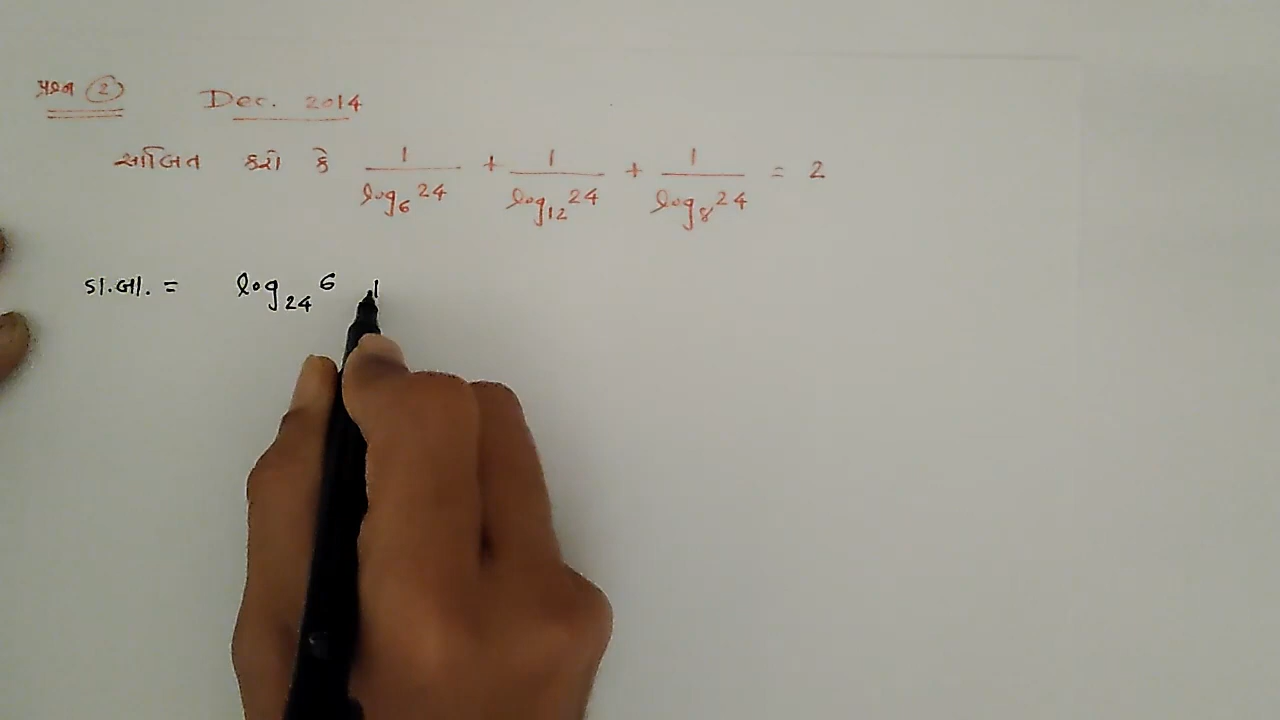 પ્રશ્ન (2) Dec. 2014
સાબિત કરો કે 1/log₆24 + 1/log₁₂24 + 1/log₈24 = 2
ડા.બા. = log₂₄6